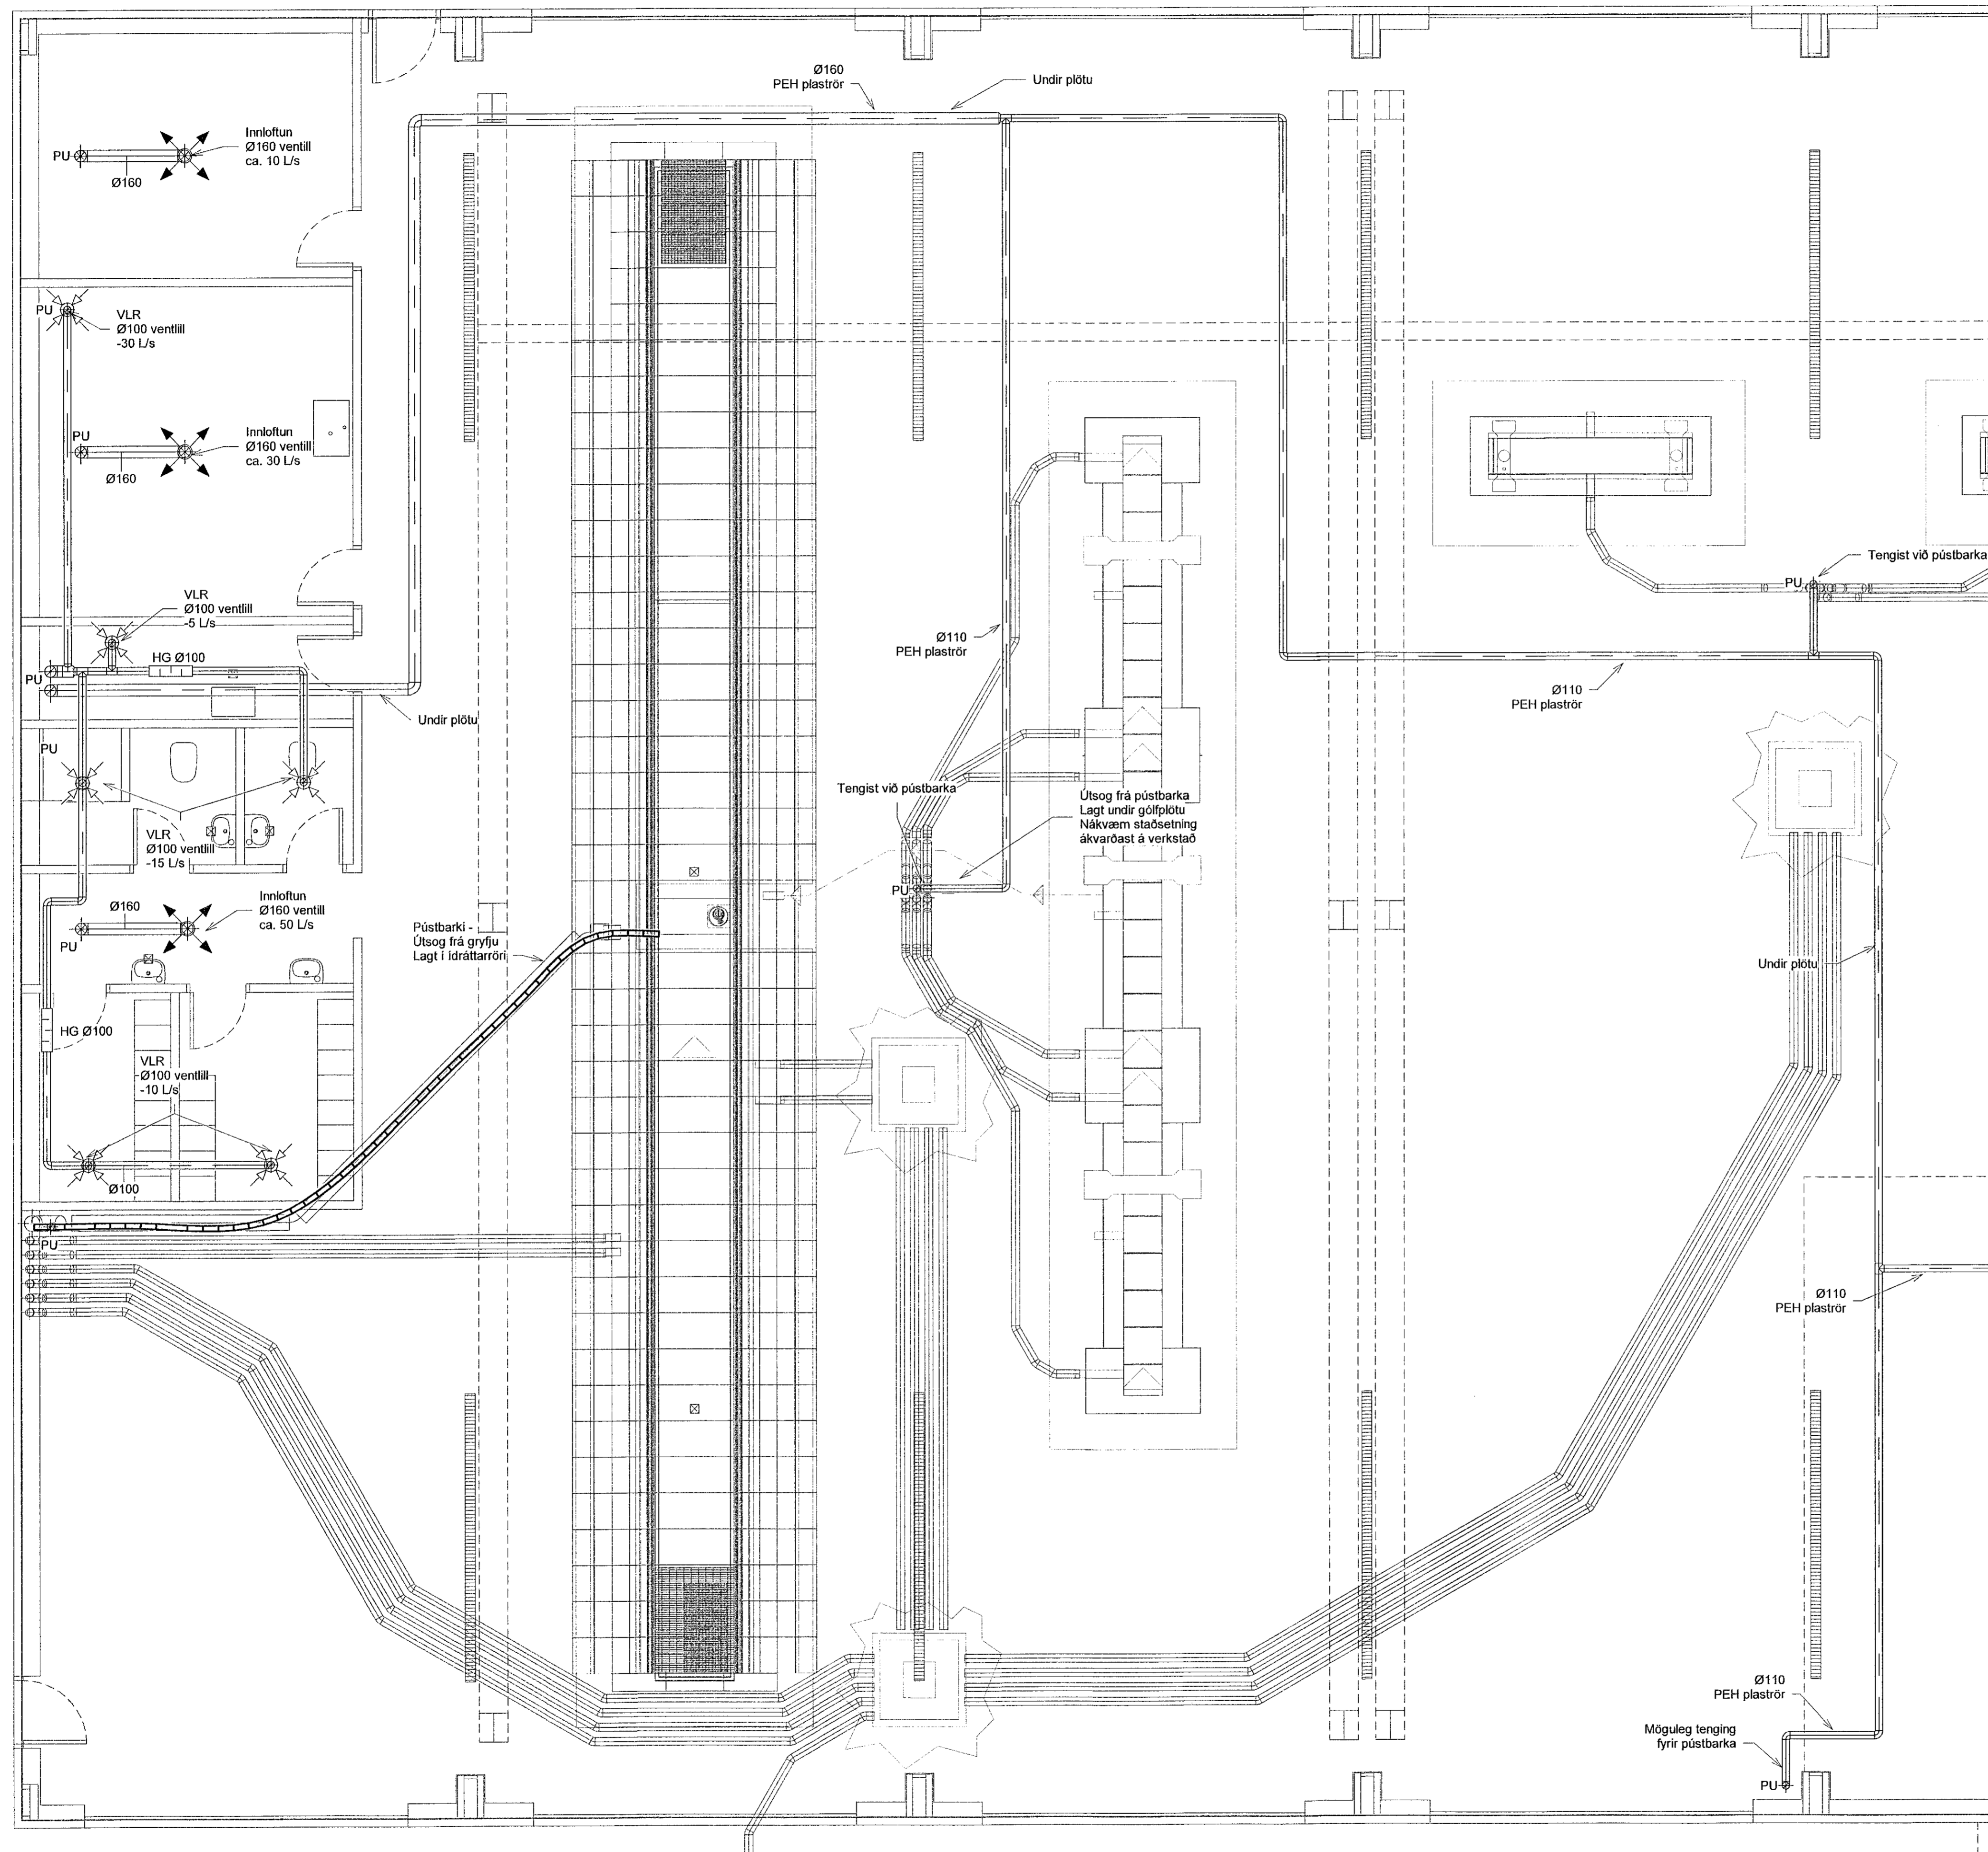 Ø160
PEH plaströr
Undir plötu
Innloftun
Ø160 ventill
ca. 10 L/s
PU
Ø160
PU
VLR
Ø100 ventlill
-30 L/s
PU
Innloftun
Ø160 ventill
ca. 30 L/s
Ø160
Tengist við pústbarka
PU
VLR
Ø100 ventlill
-5 L/s
Ø110
PEH plaströr
HG Ø100
PU
Ø110
PEH plaströr
Undir plötu
PU
Tengist við pústbarka
Útsog frá pústbarka
Lagt undir gólfplötu
Nákvæm staðsetning
ákvarðast á verkstað
VLR
Ø100 ventlill
-15 L/s
PU
Innloftun
Ø160 ventill
ca. 50 L/s
Ø160
PU
Pústbarki -
Útsog frá gryfju
Lagt í ídráttarröri
Undir plötu
HG Ø100
VLR
Ø100 ventlill
-10 L/s
Ø100
PU
Ø110
PEH plaströr
Ø110
PEH plaströr
Möguleg tenging
fyrir pústbarka
PU